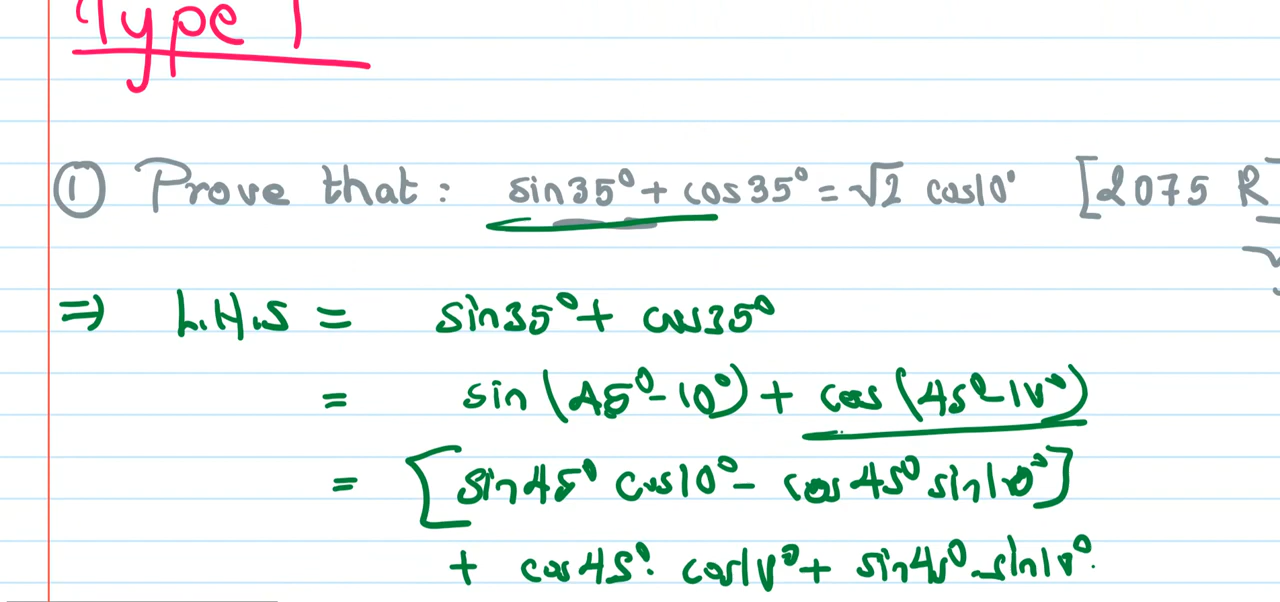 Type 1
① Prove that : sin35° + cos35° = √2 cos10° [2075 R]
⇒ L.H.S = sin35° + cos35°
= sin (45° - 10°) + cos (45° - 10°)
= [sin45° cos10° - cos45° sin10°]
+ cos45°. cos10° + sin45°. sin10°.